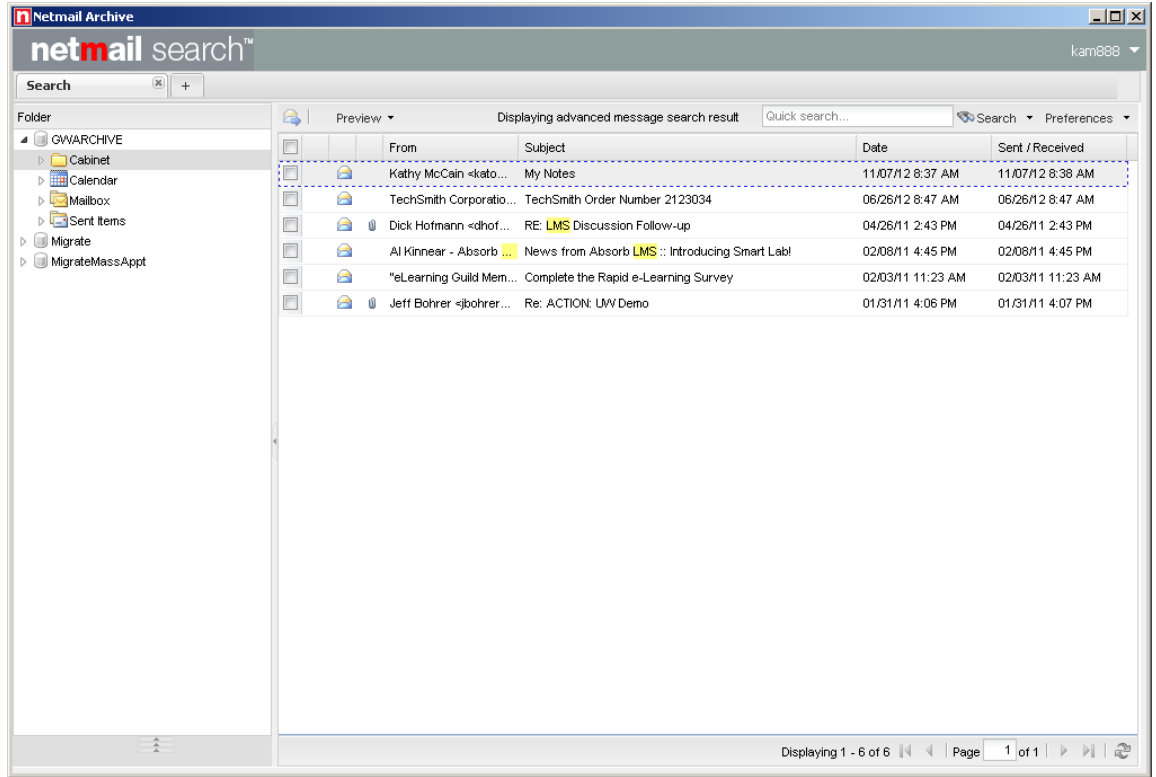 Netmail Archive
netmail search™
kam888
Search +
Folder
Preview Displaying advanced message search result Quick search... Search Preferences
GWARCHIVE
Cabinet
Calendar
Mailbox
Sent Items
Migrate
MigrateMassAppt
From Subject Date Sent / Received
Kathy McCain <kato... My Notes 11/07/12 8:37 AM 11/07/12 8:38 AM
TechSmith Corporatio... TechSmith Order Number 2123034 06/26/12 8:47 AM 06/26/12 8:47 AM
Dick Hofmann <dhof... RE: LMS Discussion Follow-up 04/26/11 2:43 PM 04/26/11 2:43 PM
Al Kinnear - Absorb ... News from Absorb LMS :: Introducing Smart Lab! 02/08/11 4:45 PM 02/08/11 4:45 PM
"eLearning Guild Mem... Complete the Rapid e-Learning Survey 02/03/11 11:23 AM 02/03/11 11:23 AM
Jeff Bohrer <jbohrer... Re: ACTION: UW Demo 01/31/11 4:06 PM 01/31/11 4:07 PM
Displaying 1 - 6 of 6 Page 1 of 1